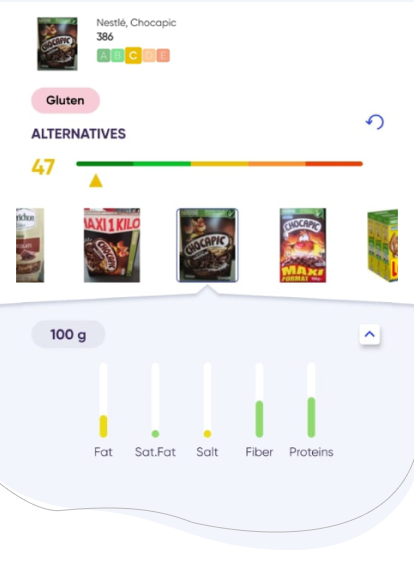 Nestlé, Chocapic
386
A B C D E
Gluten
ALTERNATIVES
47
CHOCAPIC
MAXI 1 KILO
CHOCAPIC
CHOCAPIC
MAXI
FORMAT
100 g
Fat Sat.Fat Salt Fiber Proteins